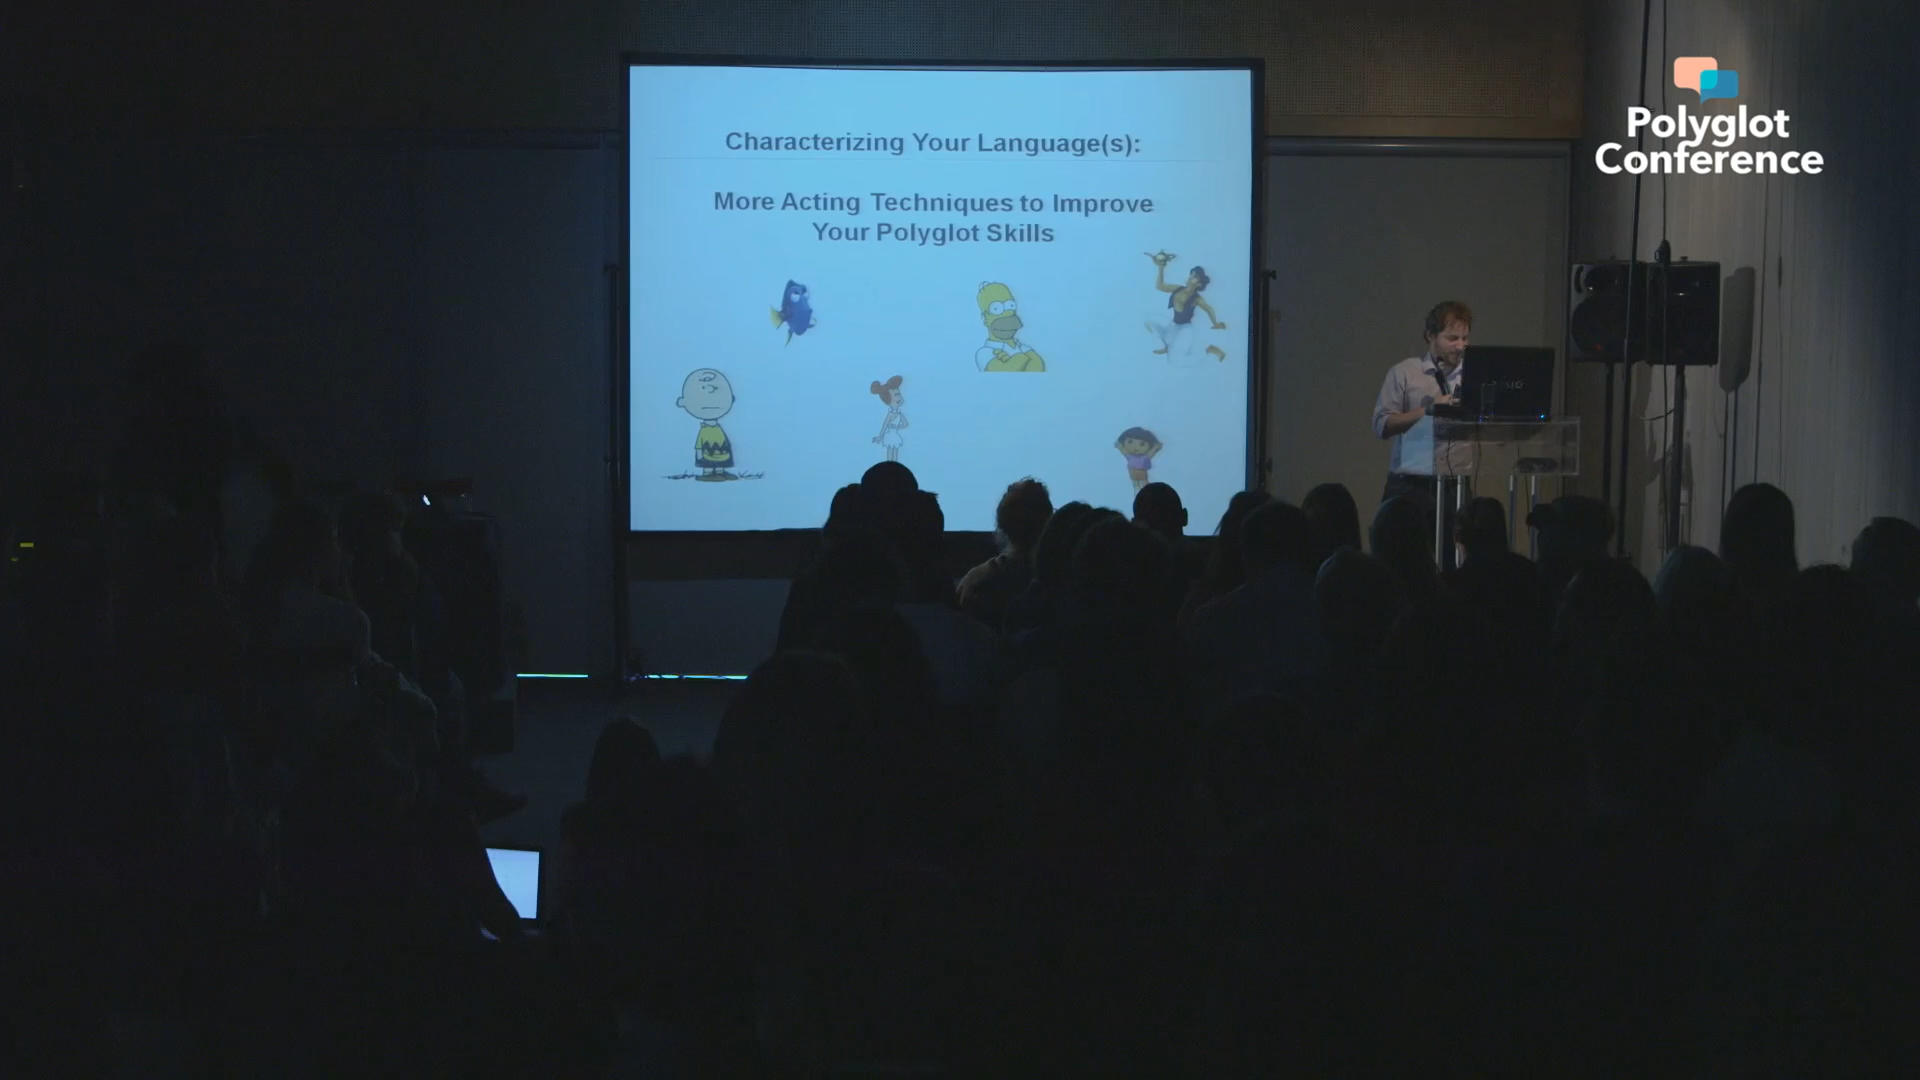 Characterizing Your Language(s):
More Acting Techniques to Improve
Your Polyglot Skills
Polyglot
Conference